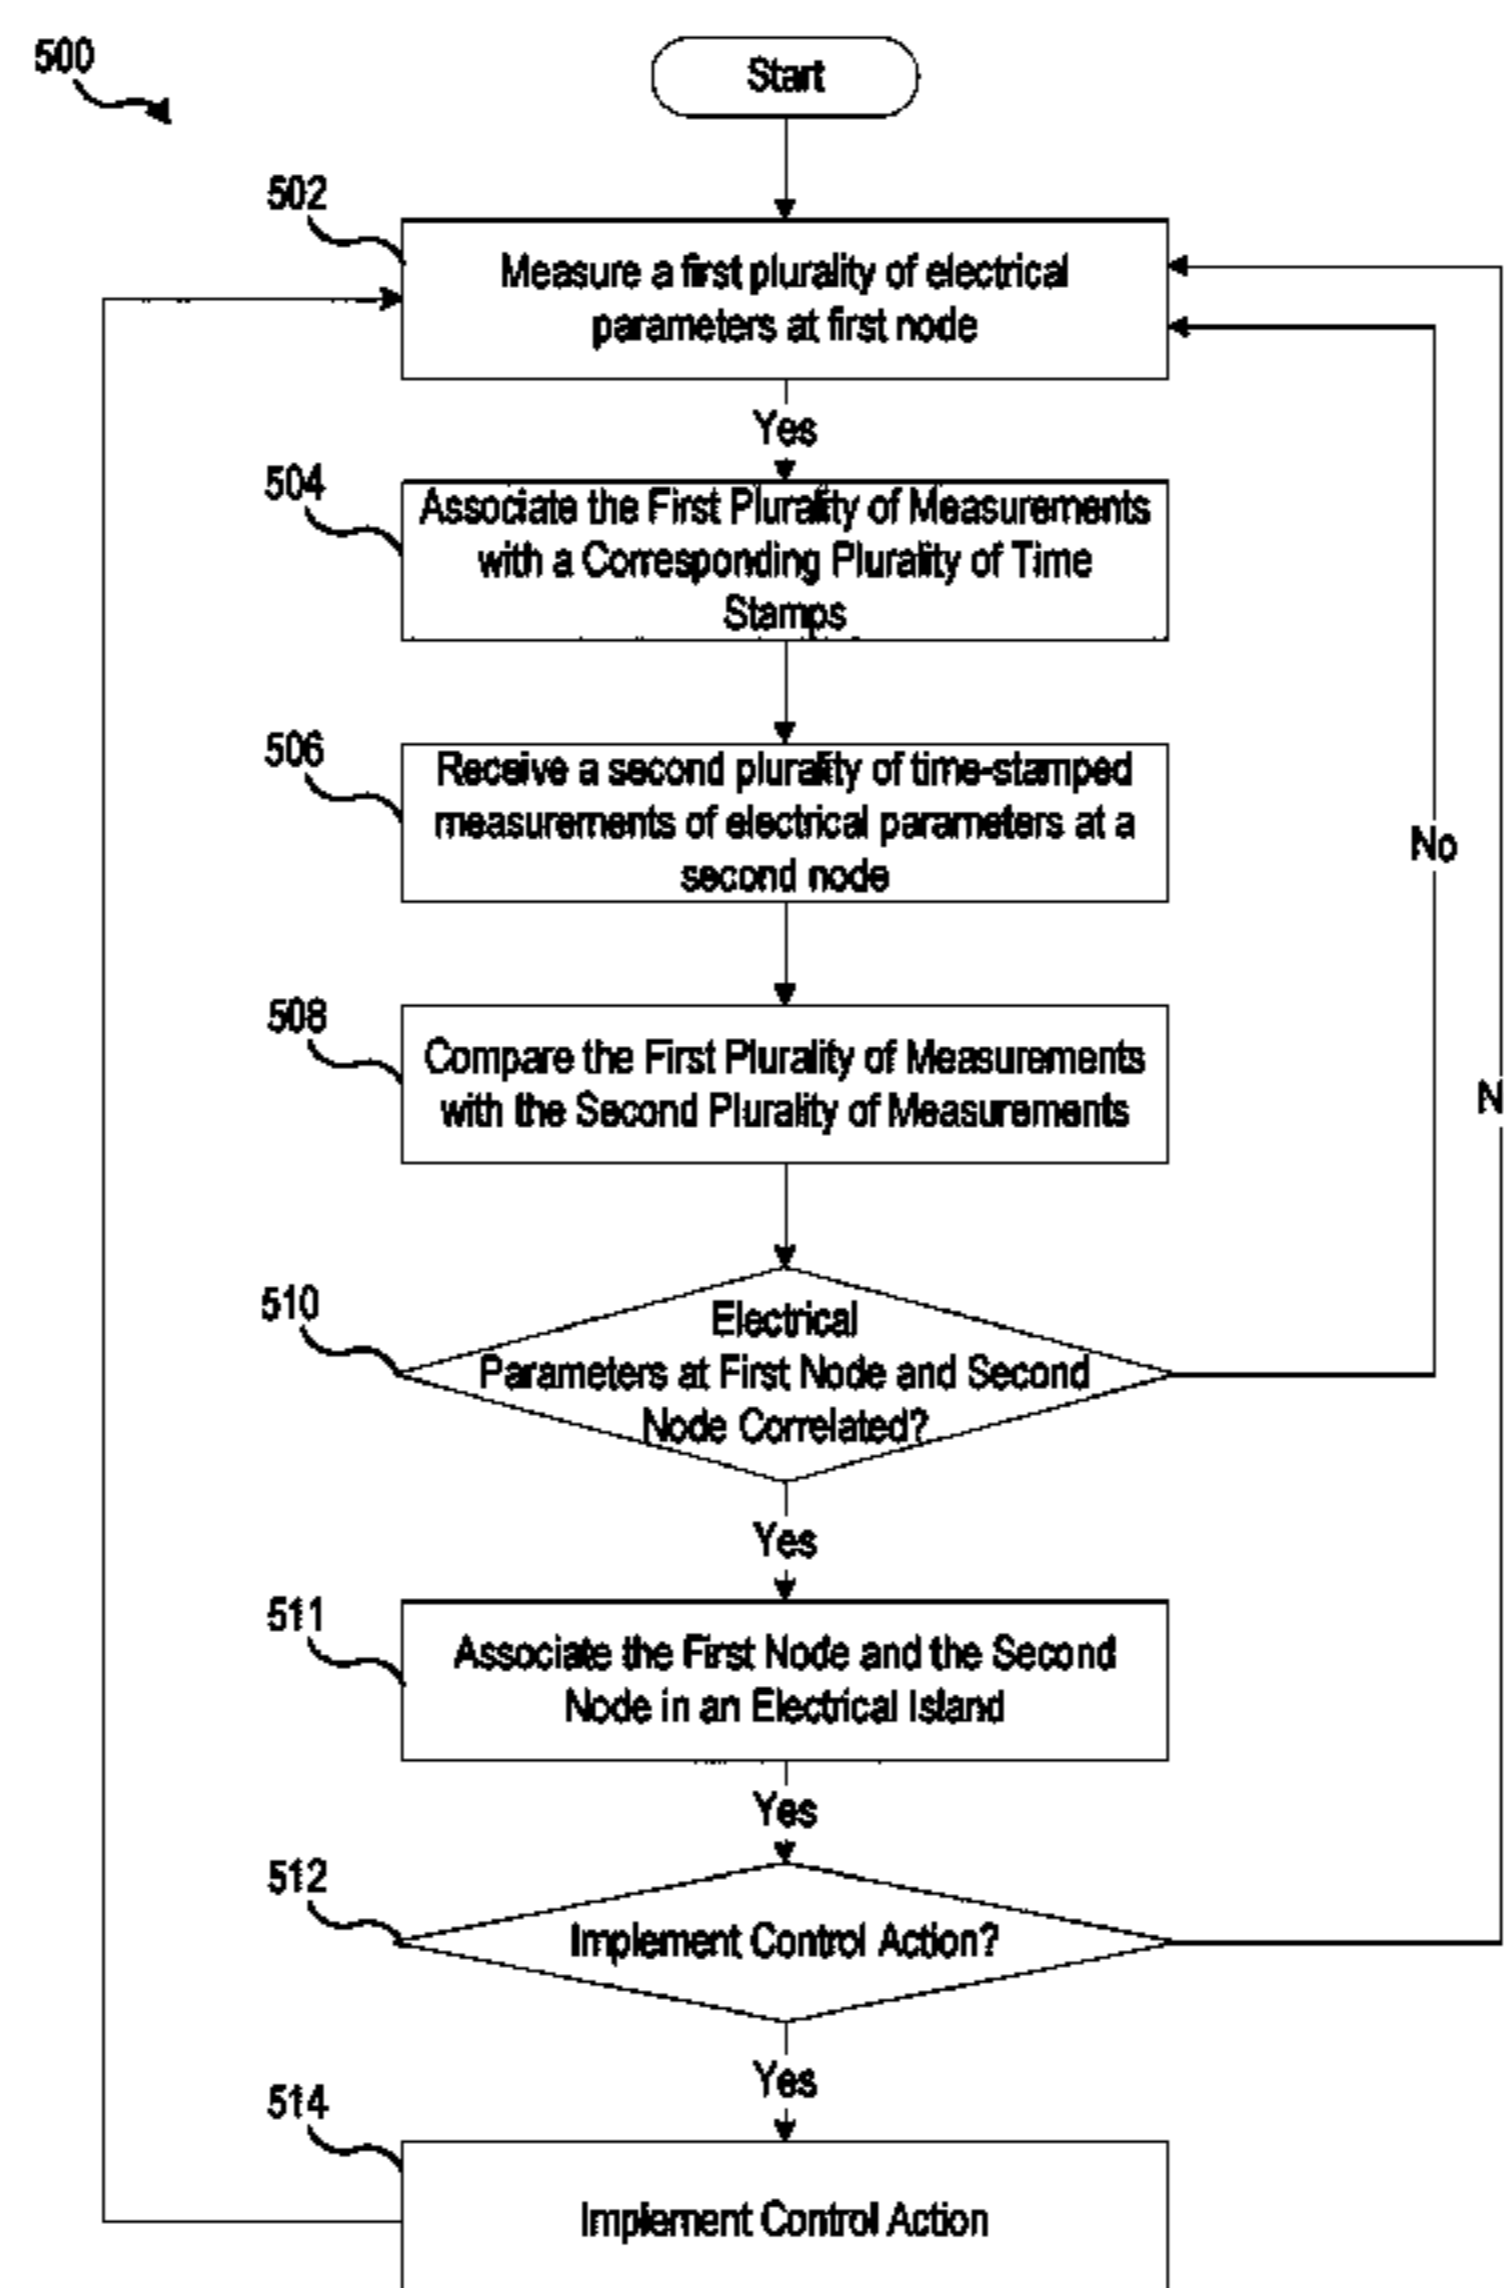 500
Start
502
Measure a first plurality of electrical
parameters at first node
Yes
504
Associate the First Plurality of Measurements
with a Corresponding Plurality of Time
Stamps
506
Receive a second plurality of time-stamped
measurements of electrical parameters at a
second node
No
508
Compare the First Plurality of Measurements
with the Second Plurality of Measurements
N
510
Electrical
Parameters at First Node and Second
Node Correlated?
Yes
511
Associate the First Node and the Second
Node in an Electrical Island
Yes
512
Implement Control Action?
Yes
514
Implement Control Action